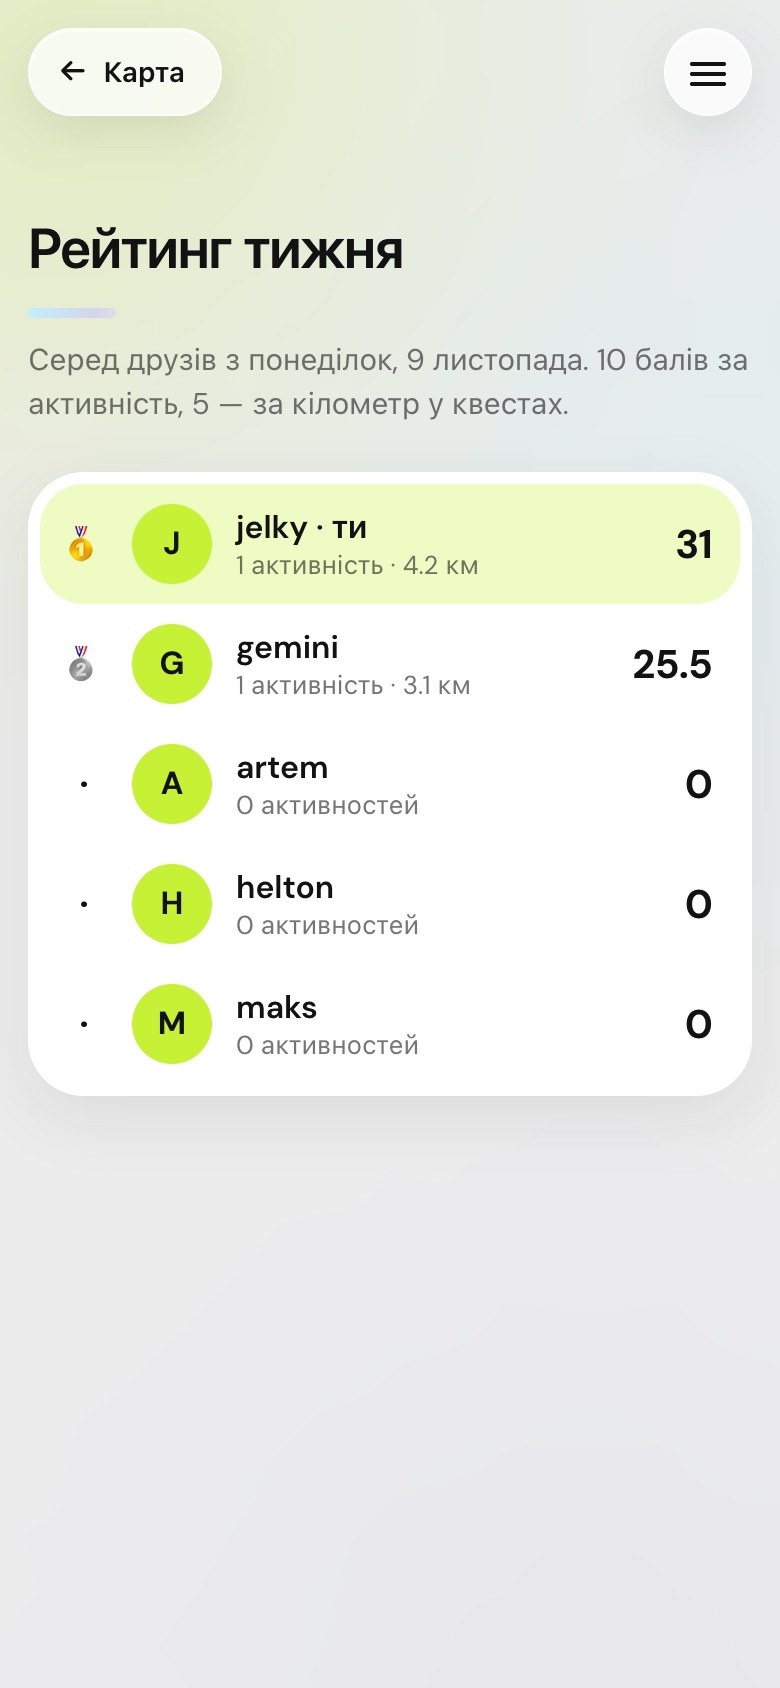 ← Карта
Рейтинг тижня
Серед друзів з понеділок, 9 листопада. 10 балів за
активність, 5 — за кілометр у квестах.
1
J
jelky · ти
1 активність · 4.2 км
31
2
G
gemini
1 активність · 3.1 км
25.5
·
A
artem
0 активностей
0
·
H
helton
0 активностей
0
·
M
maks
0 активностей
0